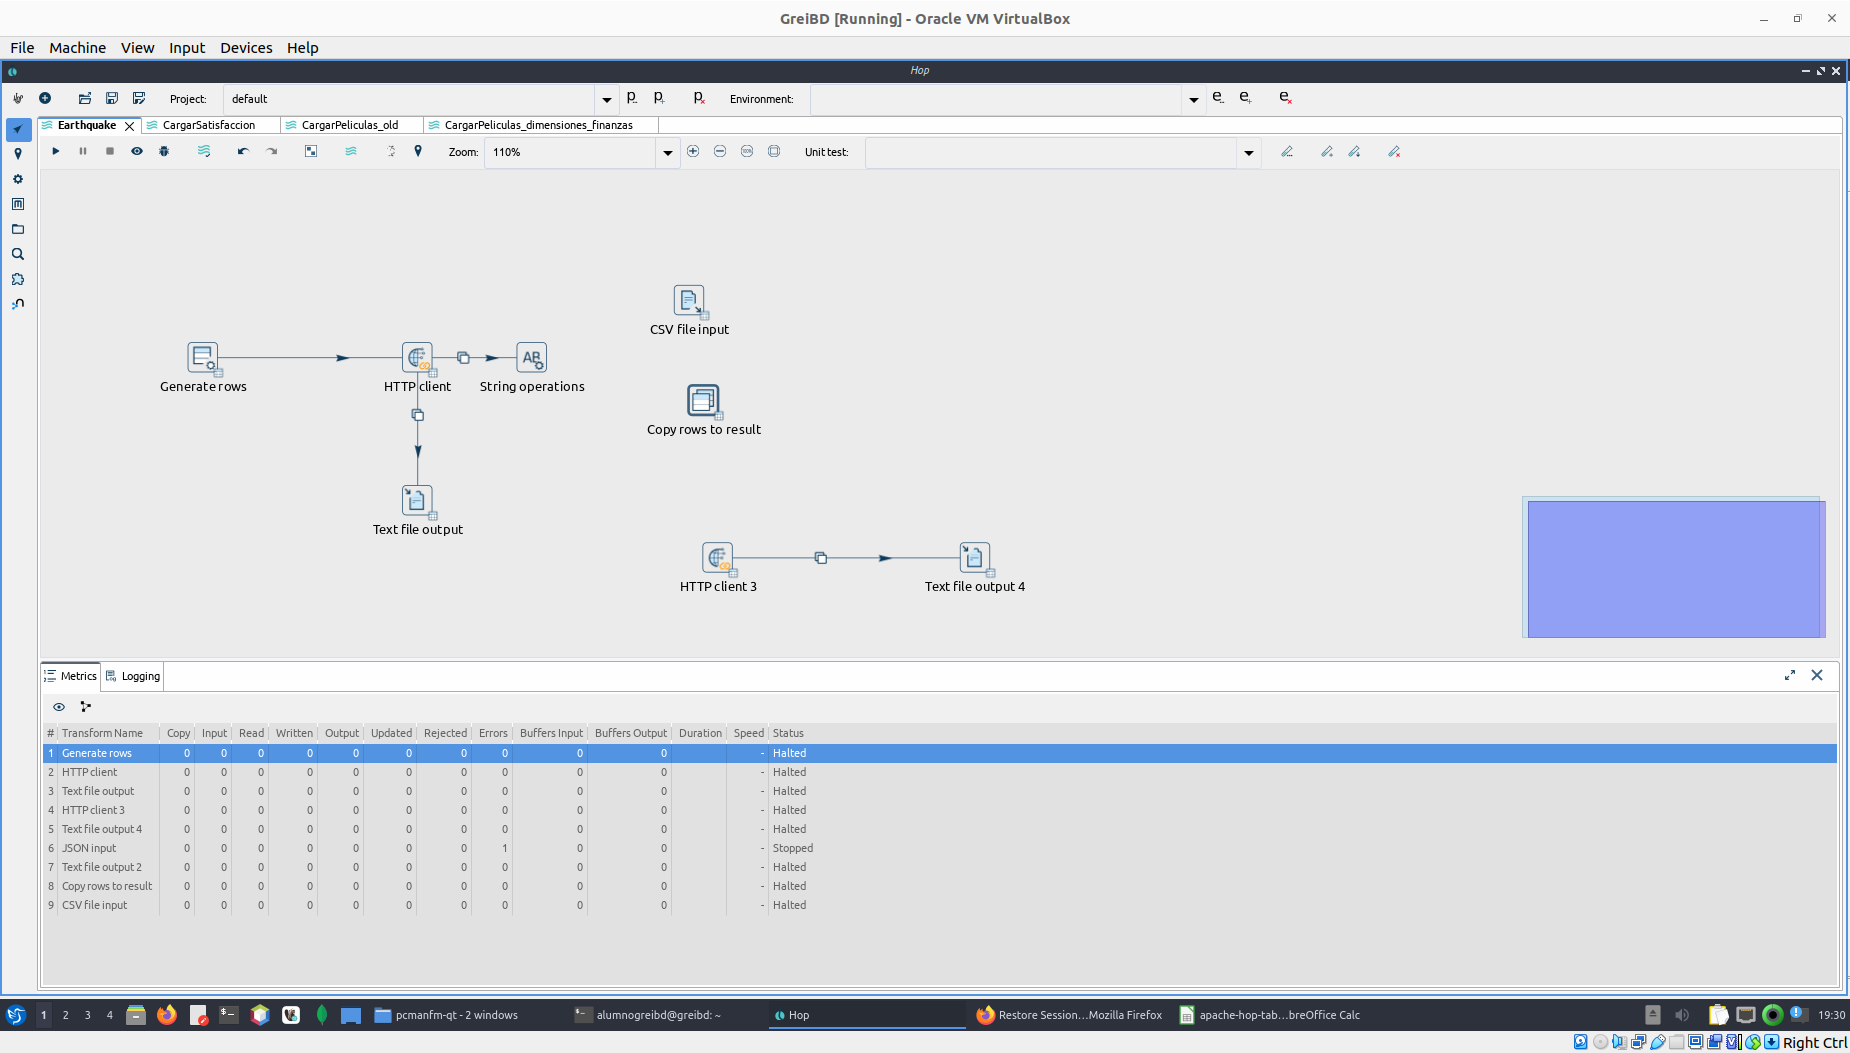 GreiBD [Running] - Oracle VM VirtualBox
File Machine View Input Devices Help
Hop
Project: default Environment:
Earthquake CargarSatisfaccion CargarPeliculas_old CargarPeliculas_dimensiones_finanzas
Zoom: 110% Unit test:
CSV file input
Generate rows HTTP client String operations
Copy rows to result
Text file output
HTTP client 3 Text file output 4
Metrics Logging
# Transform Name Copy Input Read Written Output Updated Rejected Errors Buffers Input Buffers Output Duration Speed Status
1 Generate rows 0 0 0 0 0 0 0 0 0 0 - Halted
2 HTTP client 0 0 0 0 0 0 0 0 0 0 - Halted
3 Text file output 0 0 0 0 0 0 0 0 0 0 - Halted
4 HTTP client 3 0 0 0 0 0 0 0 0 0 0 - Halted
5 Text file output 4 0 0 0 0 0 0 0 0 0 0 - Halted
6 JSON input 0 0 0 0 0 0 0 1 0 0 - Stopped
7 Text file output 2 0 0 0 0 0 0 0 0 0 0 - Halted
8 Copy rows to result 0 0 0 0 0 0 0 0 0 0 - Halted
9 CSV file input 0 0 0 0 0 0 0 0 0 0 - Halted
1 2 3 4 pcmanfm-qt - 2 windows alumnogreibd@greibd: ~ Hop Restore Session...Mozilla Firefox apache-hop-tab...breOffice Calc 19:30
Right Ctrl